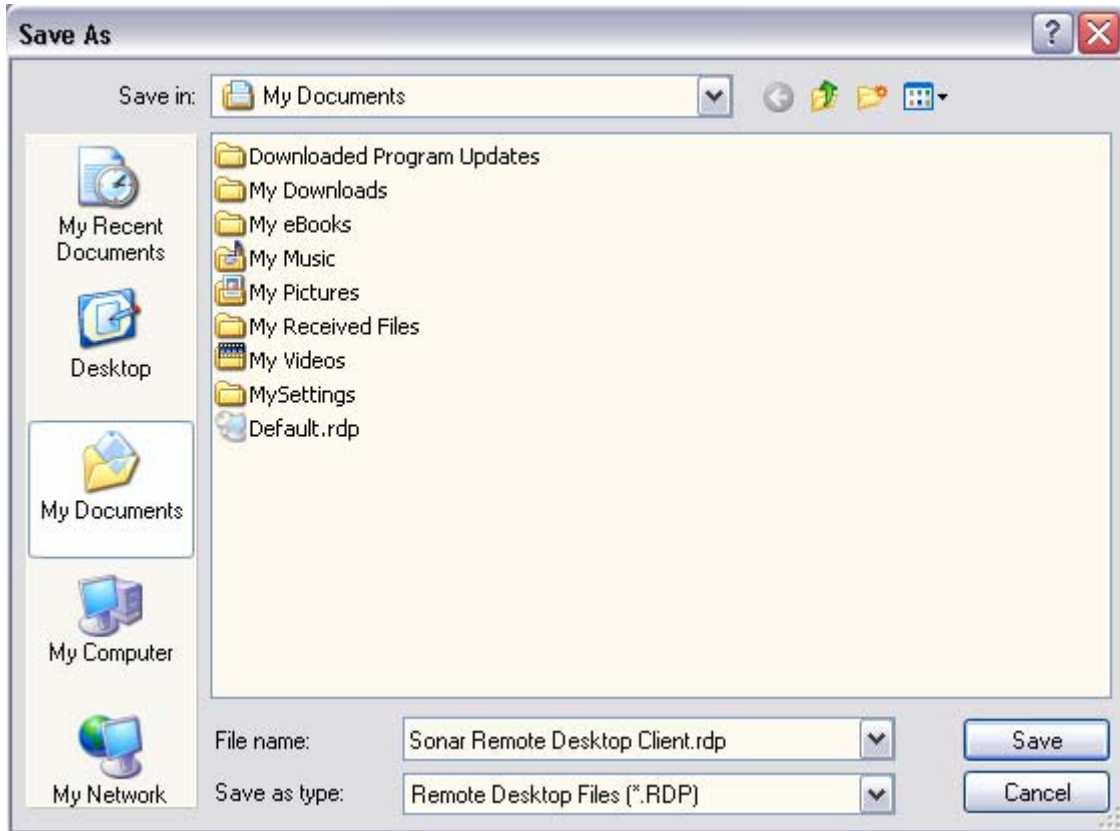 Save As
?
Save in:
My Documents
My Recent
Documents
Desktop
My Documents
My Computer
My Network
Downloaded Program Updates
My Downloads
My eBooks
My Music
My Pictures
My Received Files
My Videos
MySettings
Default.rdp
File name:
Sonar Remote Desktop Client.rdp
Save
Save as type:
Remote Desktop Files (*.RDP)
Cancel